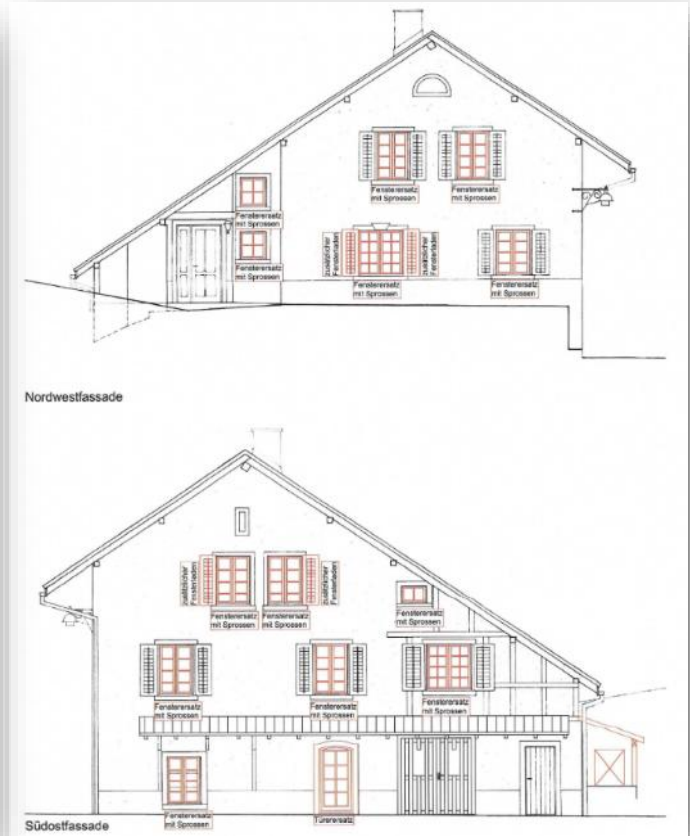 Fensterersatz
mit Sprossen
Fensterersatz
mit Sprossen
Fensterersatz
mit Sprossen
Fensterersatz
mit Sprossen
zusätzlicher
Fensterladen
zusätzlicher
Fensterladen
Fensterersatz
mit Sprossen
Fensterersatz
mit Sprossen
Nordwestfassade
zusätzlicher
Fensterladen
zusätzlicher
Fensterladen
Fensterersatz
mit Sprossen
Fensterersatz
mit Sprossen
Fensterersatz
mit Sprossen
Fensterersatz
mit Sprossen
Fensterersatz
mit Sprossen
Fensterersatz
mit Sprossen
Fensterersatz
mit Sprossen
Türersatz
Südostfassade